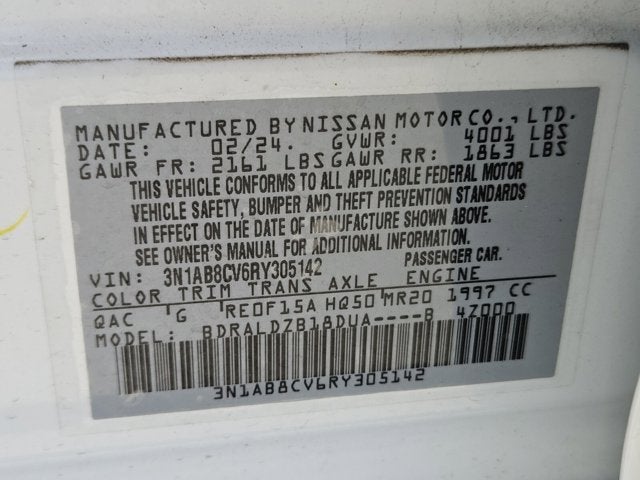 MANUFACTURED BY NISSAN MOTOR CO., LTD.
DATE: 02/24. GVWR: 4001 LBS
GAWR FR: 2161 LBS GAWR RR: 1863 LBS
THIS VEHICLE CONFORMS TO ALL APPLICABLE FEDERAL MOTOR
VEHICLE SAFETY, BUMPER AND THEFT PREVENTION STANDARDS
IN EFFECT ON THE DATE OF MANUFACTURE SHOWN ABOVE.
SEE OWNER'S MANUAL FOR ADDITIONAL INFORMATION.
VIN: 3N1AB8CV6RY305142 PASSENGER CAR.
COLOR TRIM TRANS AXLE ENGINE
QAC G RE0F15A HQ50 MR20 1997 CC
MODEL: BDRALDZB18DUA----B 4Z000
3N1AB8CV6RY305142